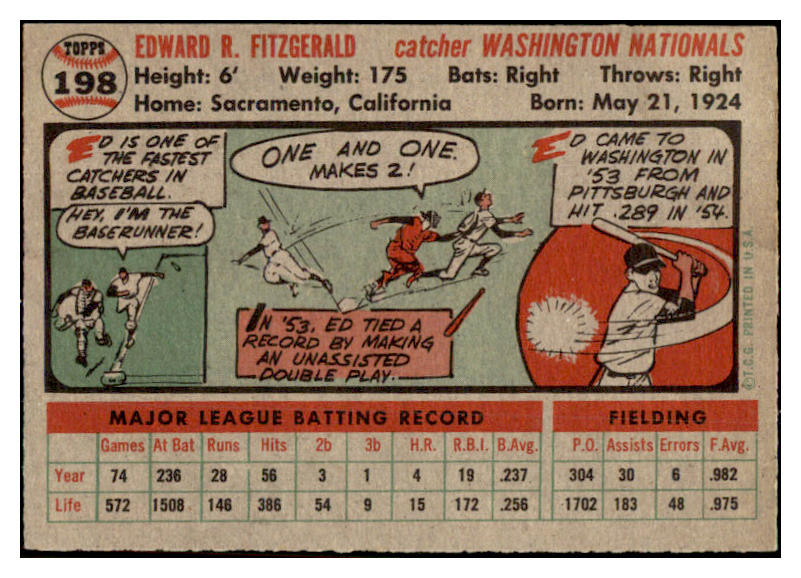 TOPPS
198
EDWARD R. FITZGERALD catcher WASHINGTON NATIONALS
Height: 6' Weight: 175 Bats: Right Throws: Right
Home: Sacramento, California Born: May 21, 1924
ED IS ONE OF
THE FASTEST
CATCHERS IN
BASEBALL.
HEY, I'M THE
BASERUNNER!
ONE AND ONE
MAKES 2!
IN '53, ED TIED A
RECORD BY MAKING
AN UNASSISTED
DOUBLE PLAY.
ED CAME TO
WASHINGTON IN
'53 FROM
PITTSBURGH AND
HIT .289 IN '54.
©T.C.G. PRINTED IN U.S.A.
MAJOR LEAGUE BATTING RECORD FIELDING
Games At Bat Runs Hits 2b 3b H.R. R.B.I. B.Avg. P.O. Assists Errors F.Avg.
Year 74 236 28 56 3 1 4 19 .237 304 30 6 .982
Life 572 1508 146 386 54 9 15 172 .256 1702 183 48 .975